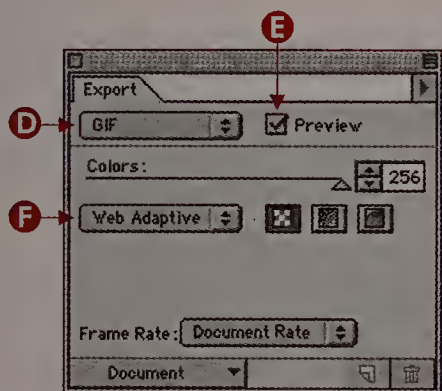 E
Export
D GIF Preview
Colors:
256
F Web Adaptive
Frame Rate: Document Rate
Document